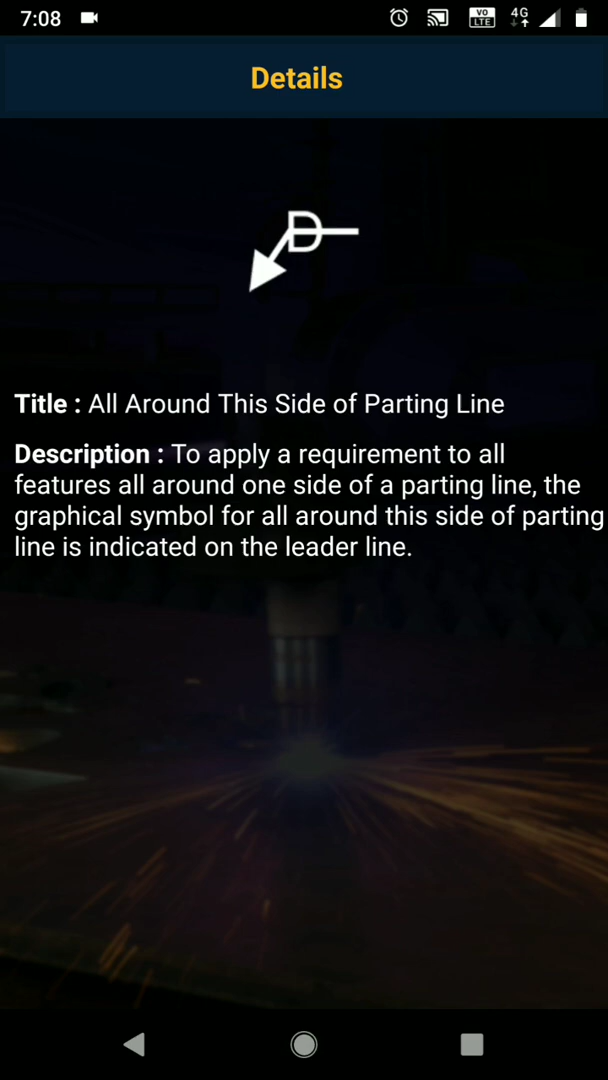 7:08
VO
LTE
4G
Details
D
Title : All Around This Side of Parting Line
Description : To apply a requirement to all
features all around one side of a parting line, the
graphical symbol for all around this side of parting
line is indicated on the leader line.